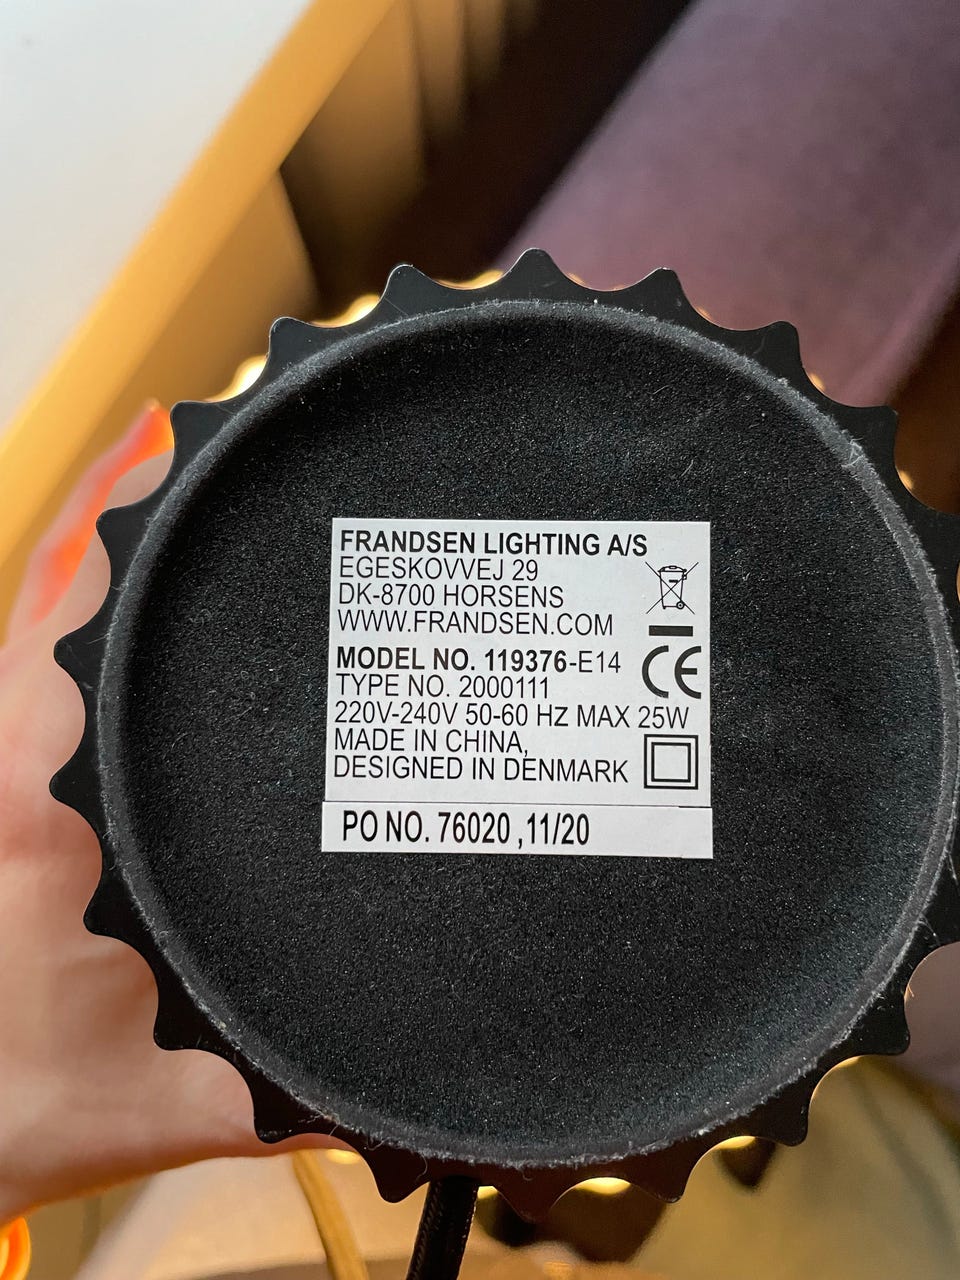 FRANDSEN LIGHTING A/S
EGESKOVVEJ 29
DK-8700 HORSENS
WWW.FRANDSEN.COM
MODEL NO. 119376-E14
TYPE NO. 2000111
220V-240V 50-60 HZ MAX 25W
MADE IN CHINA,
DESIGNED IN DENMARK
PO NO. 76020 ,11/20
CE